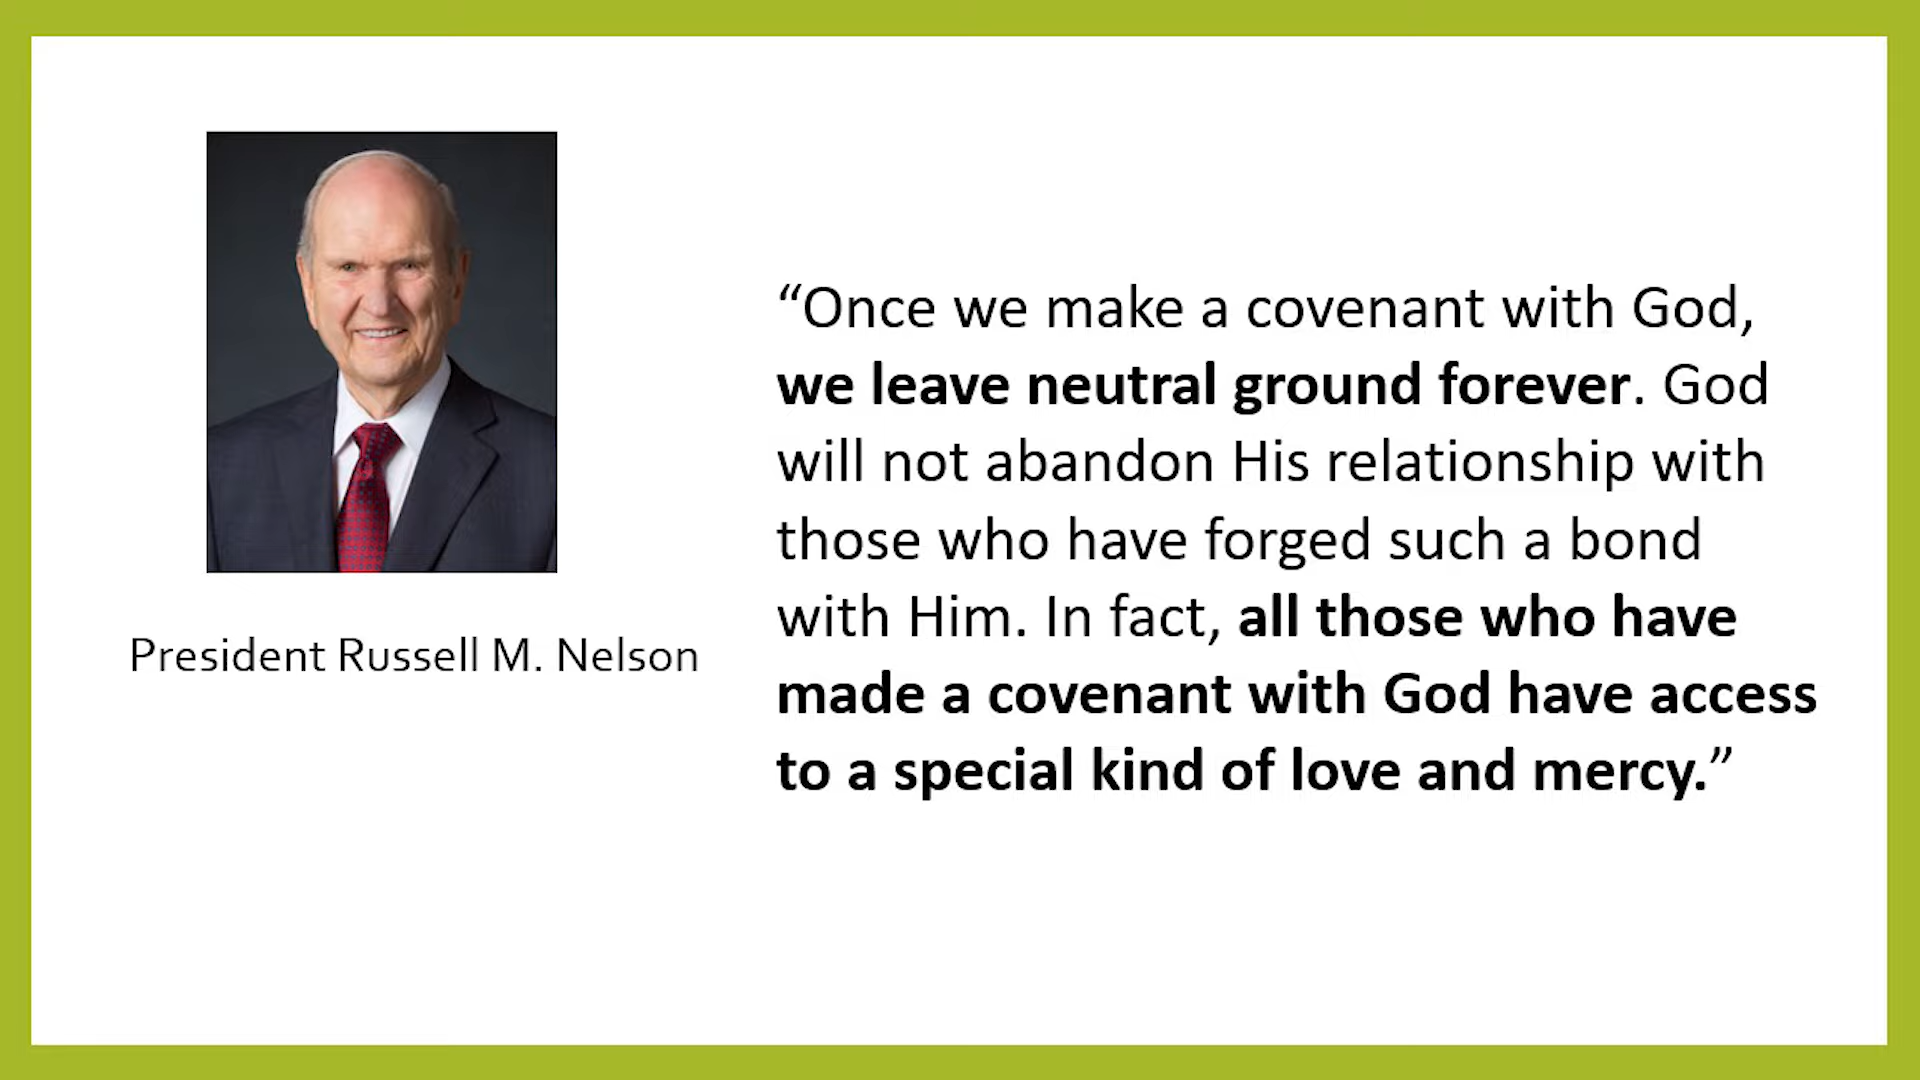 President Russell M. Nelson
“Once we make a covenant with God,
we leave neutral ground forever. God
will not abandon His relationship with
those who have forged such a bond
with Him. In fact, all those who have
made a covenant with God have access
to a special kind of love and mercy.”